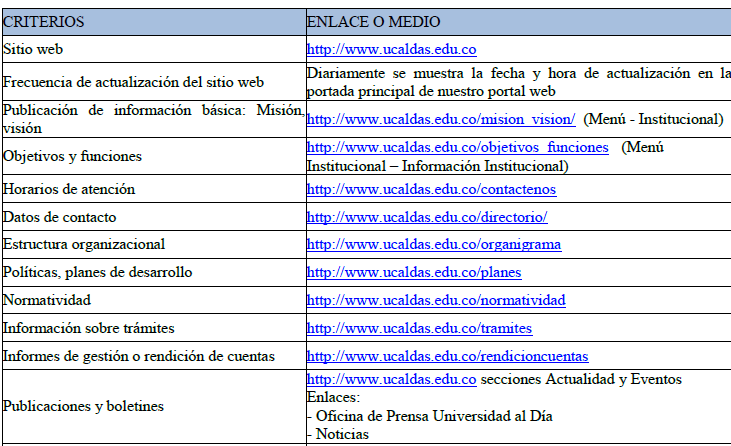 CRITERIOS ENLACE O MEDIO
Sitio web http://www.ucaldas.edu.co
Frecuencia de actualización del sitio web Diariamente se muestra la fecha y hora de actualización en la
portada principal de nuestro portal web
Publicación de información básica: Misión,
visión
http://www.ucaldas.edu.co/mision_vision/ (Menú - Institucional)
Objetivos y funciones http://www.ucaldas.edu.co/objetivos_funciones (Menú
Institucional – Información Institucional)
Horarios de atención http://www.ucaldas.edu.co/contactenos
Datos de contacto http://www.ucaldas.edu.co/directorio/
Estructura organizacional http://www.ucaldas.edu.co/organigrama
Políticas, planes de desarrollo http://www.ucaldas.edu.co/planes
Normatividad http://www.ucaldas.edu.co/normatividad
Información sobre trámites http://www.ucaldas.edu.co/tramites
Informes de gestión o rendición de cuentas http://www.ucaldas.edu.co/rendicioncuentas
Publicaciones y boletines http://www.ucaldas.edu.co secciones Actualidad y Eventos
Enlaces:
- Oficina de Prensa Universidad al Día
- Noticias